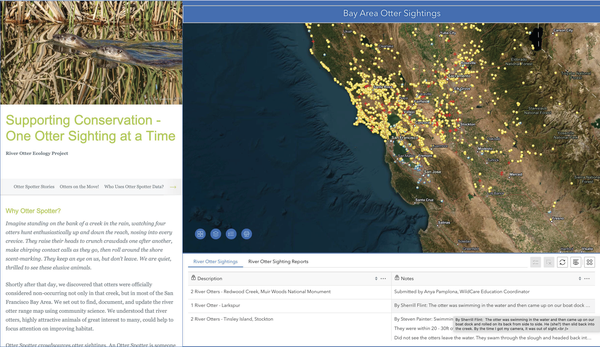 Bay Area Otter Sightings
Supporting Conservation -
One Otter Sighting at a Time
River Otter Ecology Project
Otter Spotter Stories Otters on the Move! Who Uses Otter Spotter Data?
Why Otter Spotter?
Imagine standing on the bank of a creek in the rain, watching four
otters hunt enthusiastically up and down the reach, nosing into every
crevice. They raise their heads to crunch crawdads one after another,
make chirping contact calls as they go, then roll around the shore
scent-marking. They keep an eye on us, but don't leave. We are quiet,
thrilled to see these elusive animals.
Shortly after that day, we discovered that otters were officially
considered non-occurring not only in that creek, but in most of the San
Francisco Bay Area. We set out to find, document, and update the river
otter range map using community science. We understood that river
otters, highly attractive animals of great interest to many, could help to
focus attention on improving habitat.
Otter Spotter crowdsources otter sightings. An Otter Spotter is someone
San Jose
Santa Cruz
Salinas
River Otter Sightings River Otter Sighting Reports
Description Notes
2 River Otters - Redwood Creek, Muir Woods National Monument Submitted by Anya Pamplona, WildCare Education Coordinator
1 River Otter - Larkspur By Sherrill Flint: The otter was swimming in the water and then came up on our boat dock ...
2 River Otters - Tinsley Island, Stockton By Steven Painter: Swimming
They were within 20 - 30ft o
Did not see the otters leave the water. They swam through the slough and headed back int...
By Sherrill Flint: The otter was swimming in the water and then came up on our
boat dock and rolled on its back from side to side. He (she?) then slid back into
the creek. By the time I got my camera, it was out of sight.<br />